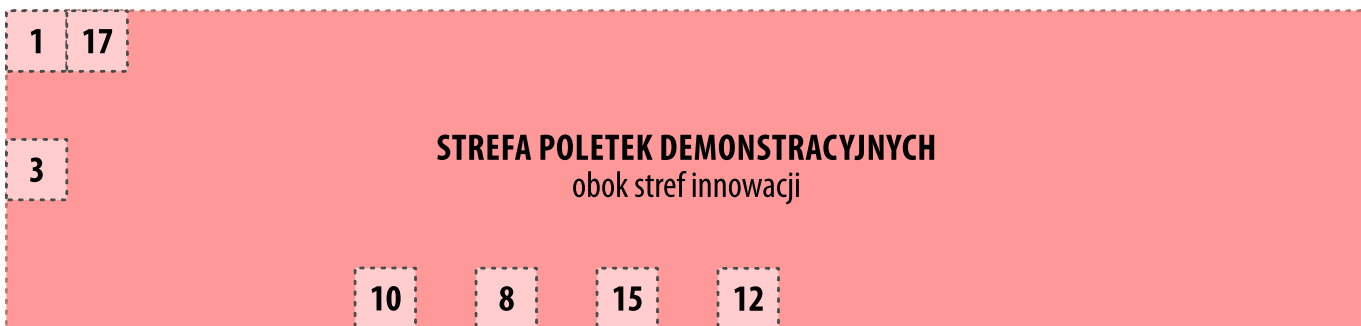 1 17
STREFA POLETEK DEMONSTRACYJNYCH
obok stref innowacji
3
10 8 15 12